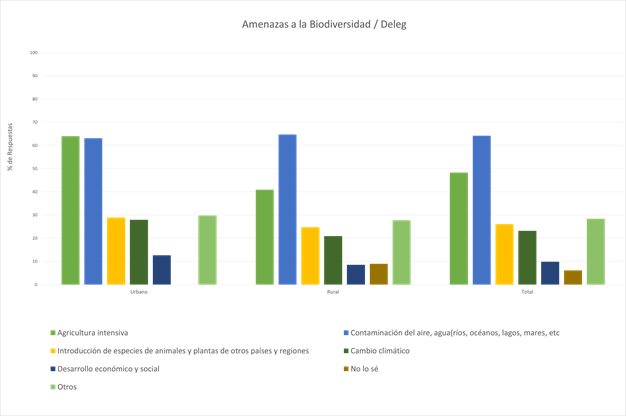 Amenazas a la Biodiversidad / Deleg
% de Respuestas
100
90
80
70
60
50
40
30
20
10
0
Urbano Rural Total
Agricultura intensiva Contaminación del aire, agua(ríos, océanos, lagos, mares, etc
Introducción de especies de animales y plantas de otros países y regiones Cambio climático
Desarrollo económico y social No lo sé
Otros